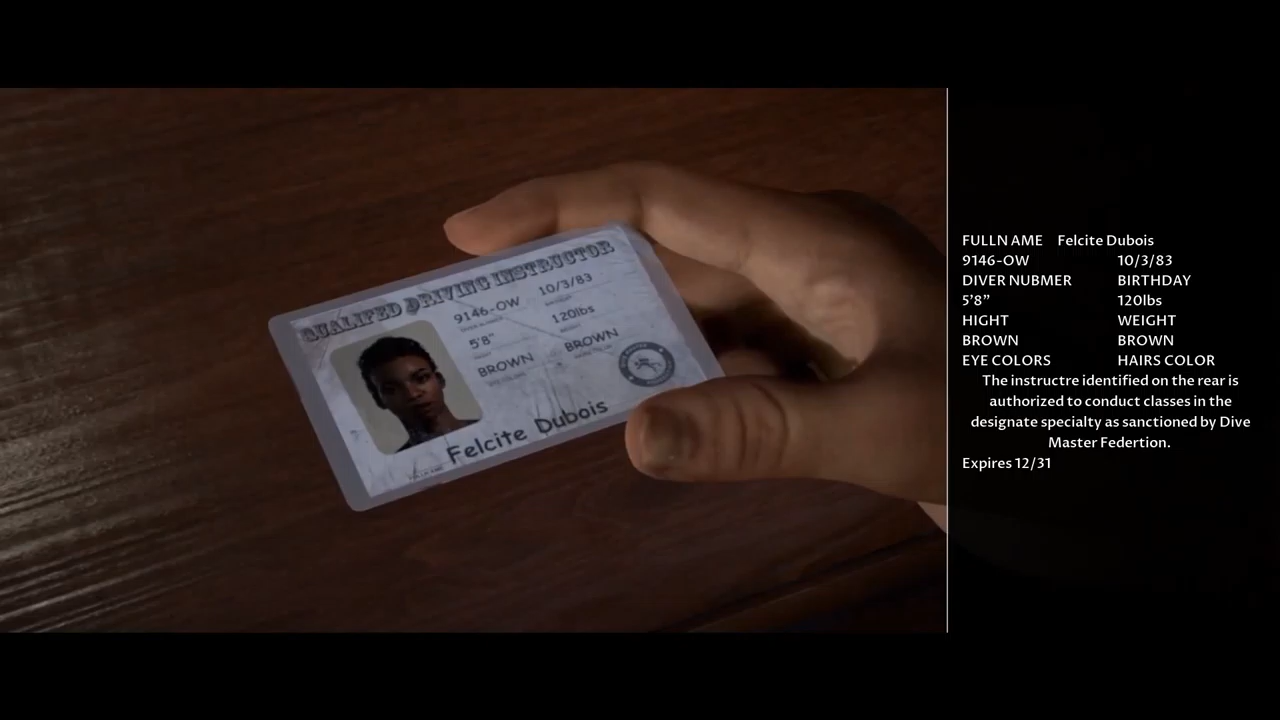 QUALIFED DRIVING INSTRUCTOR
9146-OW 10/3/83
5'8" 120lbs
BROWN BROWN
Felcite Dubois
FULLN AME Felcite Dubois
9146-OW 10/3/83
DIVER NUBMER BIRTHDAY
5'8" 120lbs
HIGHT WEIGHT
BROWN BROWN
EYE COLORS HAIRS COLOR
The instructre identified on the rear is
authorized to conduct classes in the
designate specialty as sanctioned by Dive
Master Federtion.
Expires 12/31